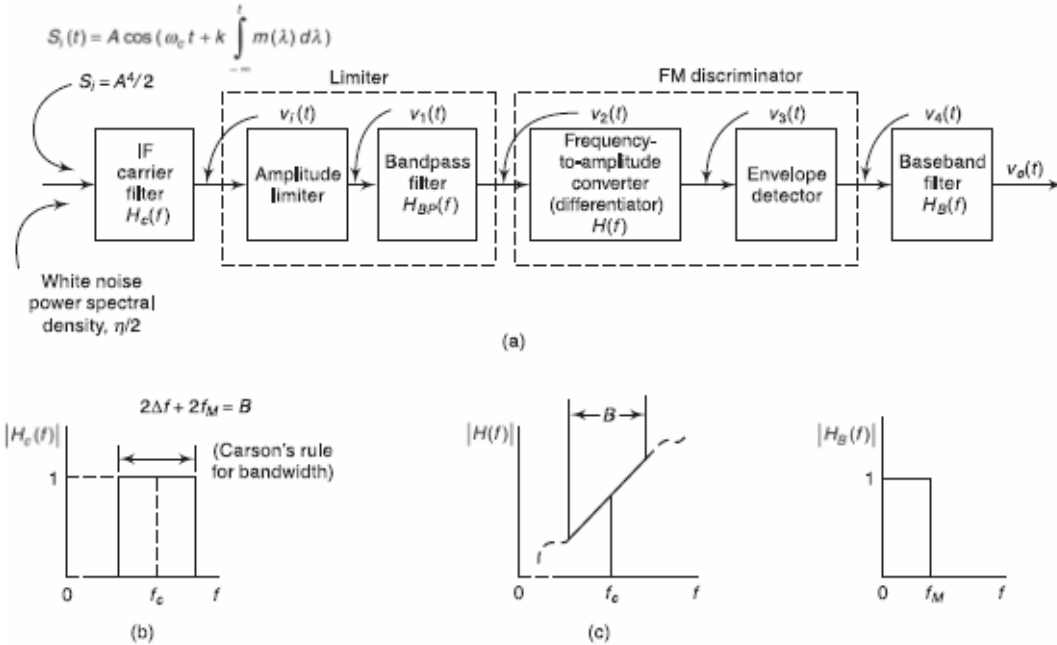 S_i(t) = A cos (ω_c t + k ∫_{-∞}^{t} m(λ) dλ)
S_i = A^4/2
Limiter
FM discriminator
v_i(t)
v_1(t)
v_2(t)
v_3(t)
v_4(t)
IF
carrier
filter
H_c(f)
Amplitude
limiter
Bandpass
filter
H_BP(f)
Frequency-
to-amplitude
converter
(differentiator)
H(f)
Envelope
detector
Baseband
filter
H_B(f)
v_o(t)
White noise
power spectral
density, η/2
(a)
2Δf + 2f_M = B
|H_c(f)|
(Carson's rule
for bandwidth)
1
0
f_c
f
(b)
|H(f)|
B
0
f_c
f
(c)
|H_B(f)|
1
0
f_M
f